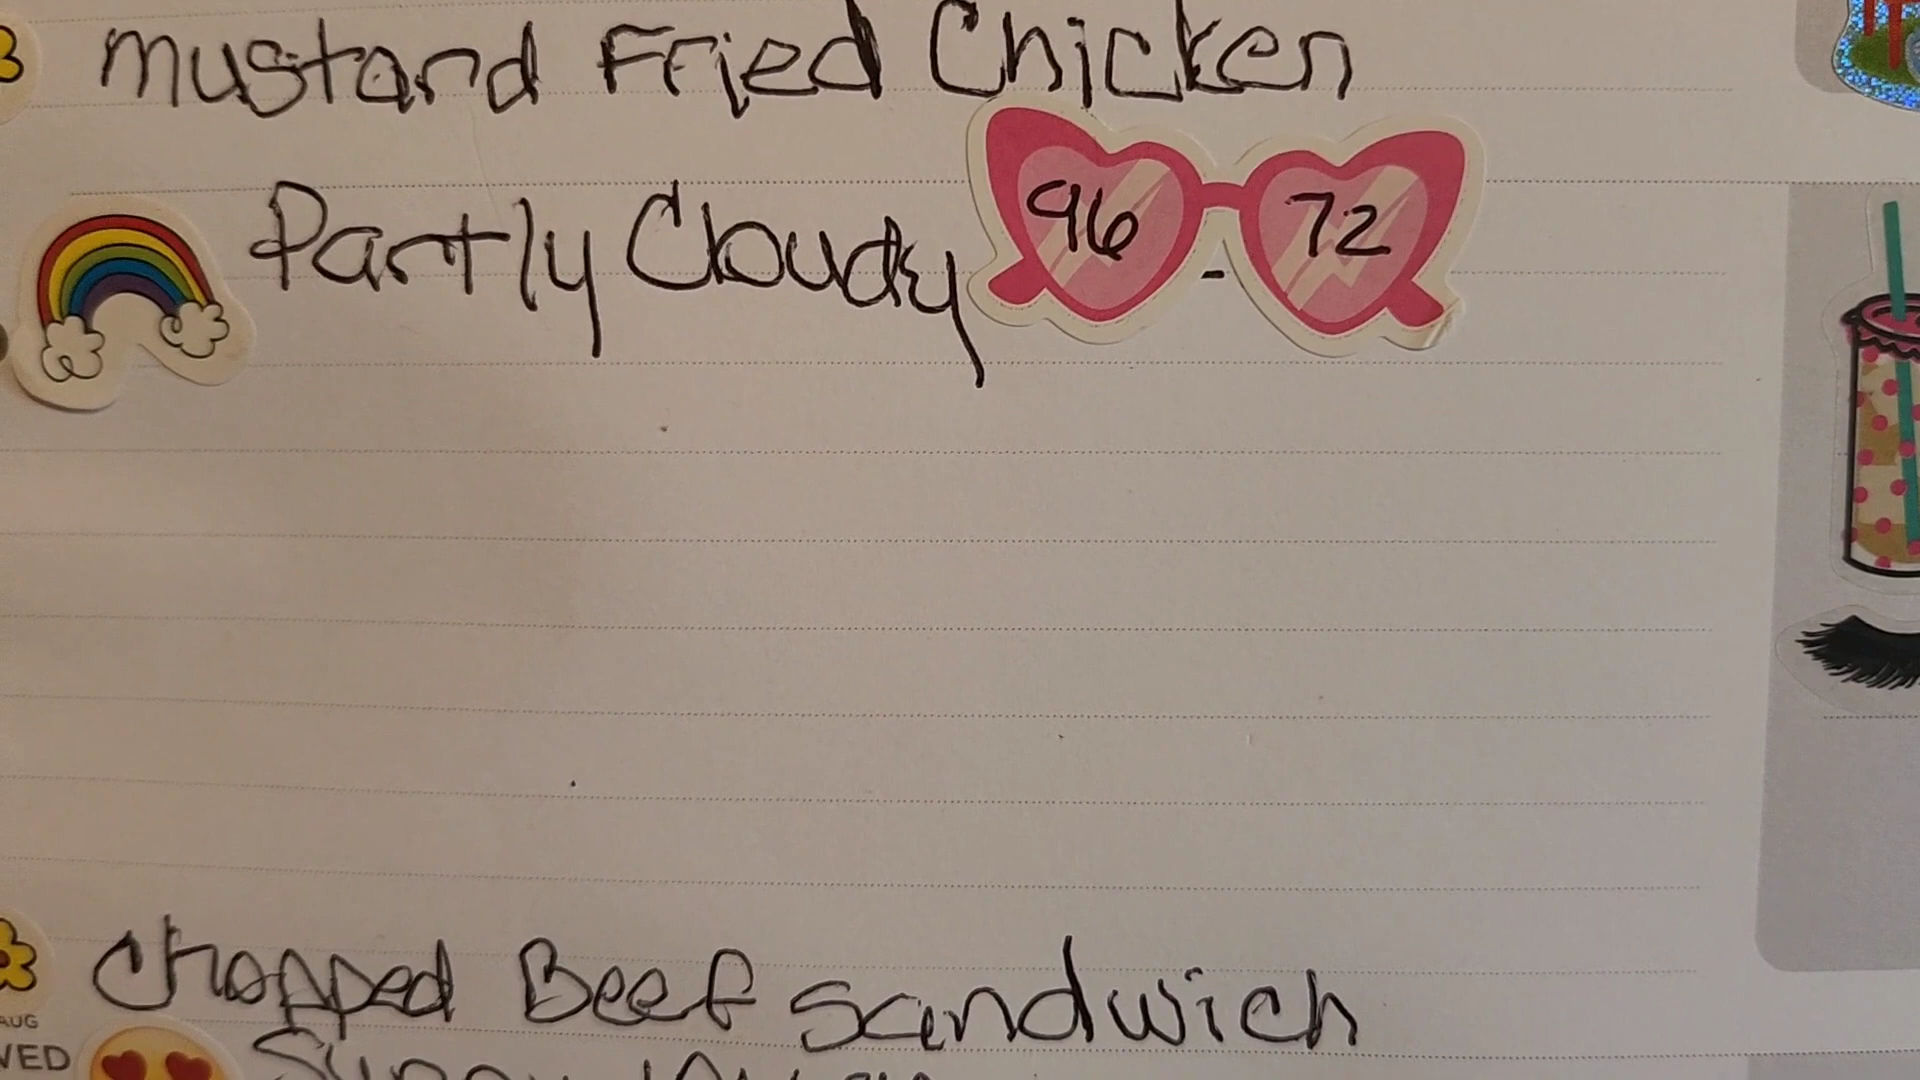 Mustard Fried Chicken
Partly Cloudy 96 - 72
Chopped Beef Sandwich
AUG
WED